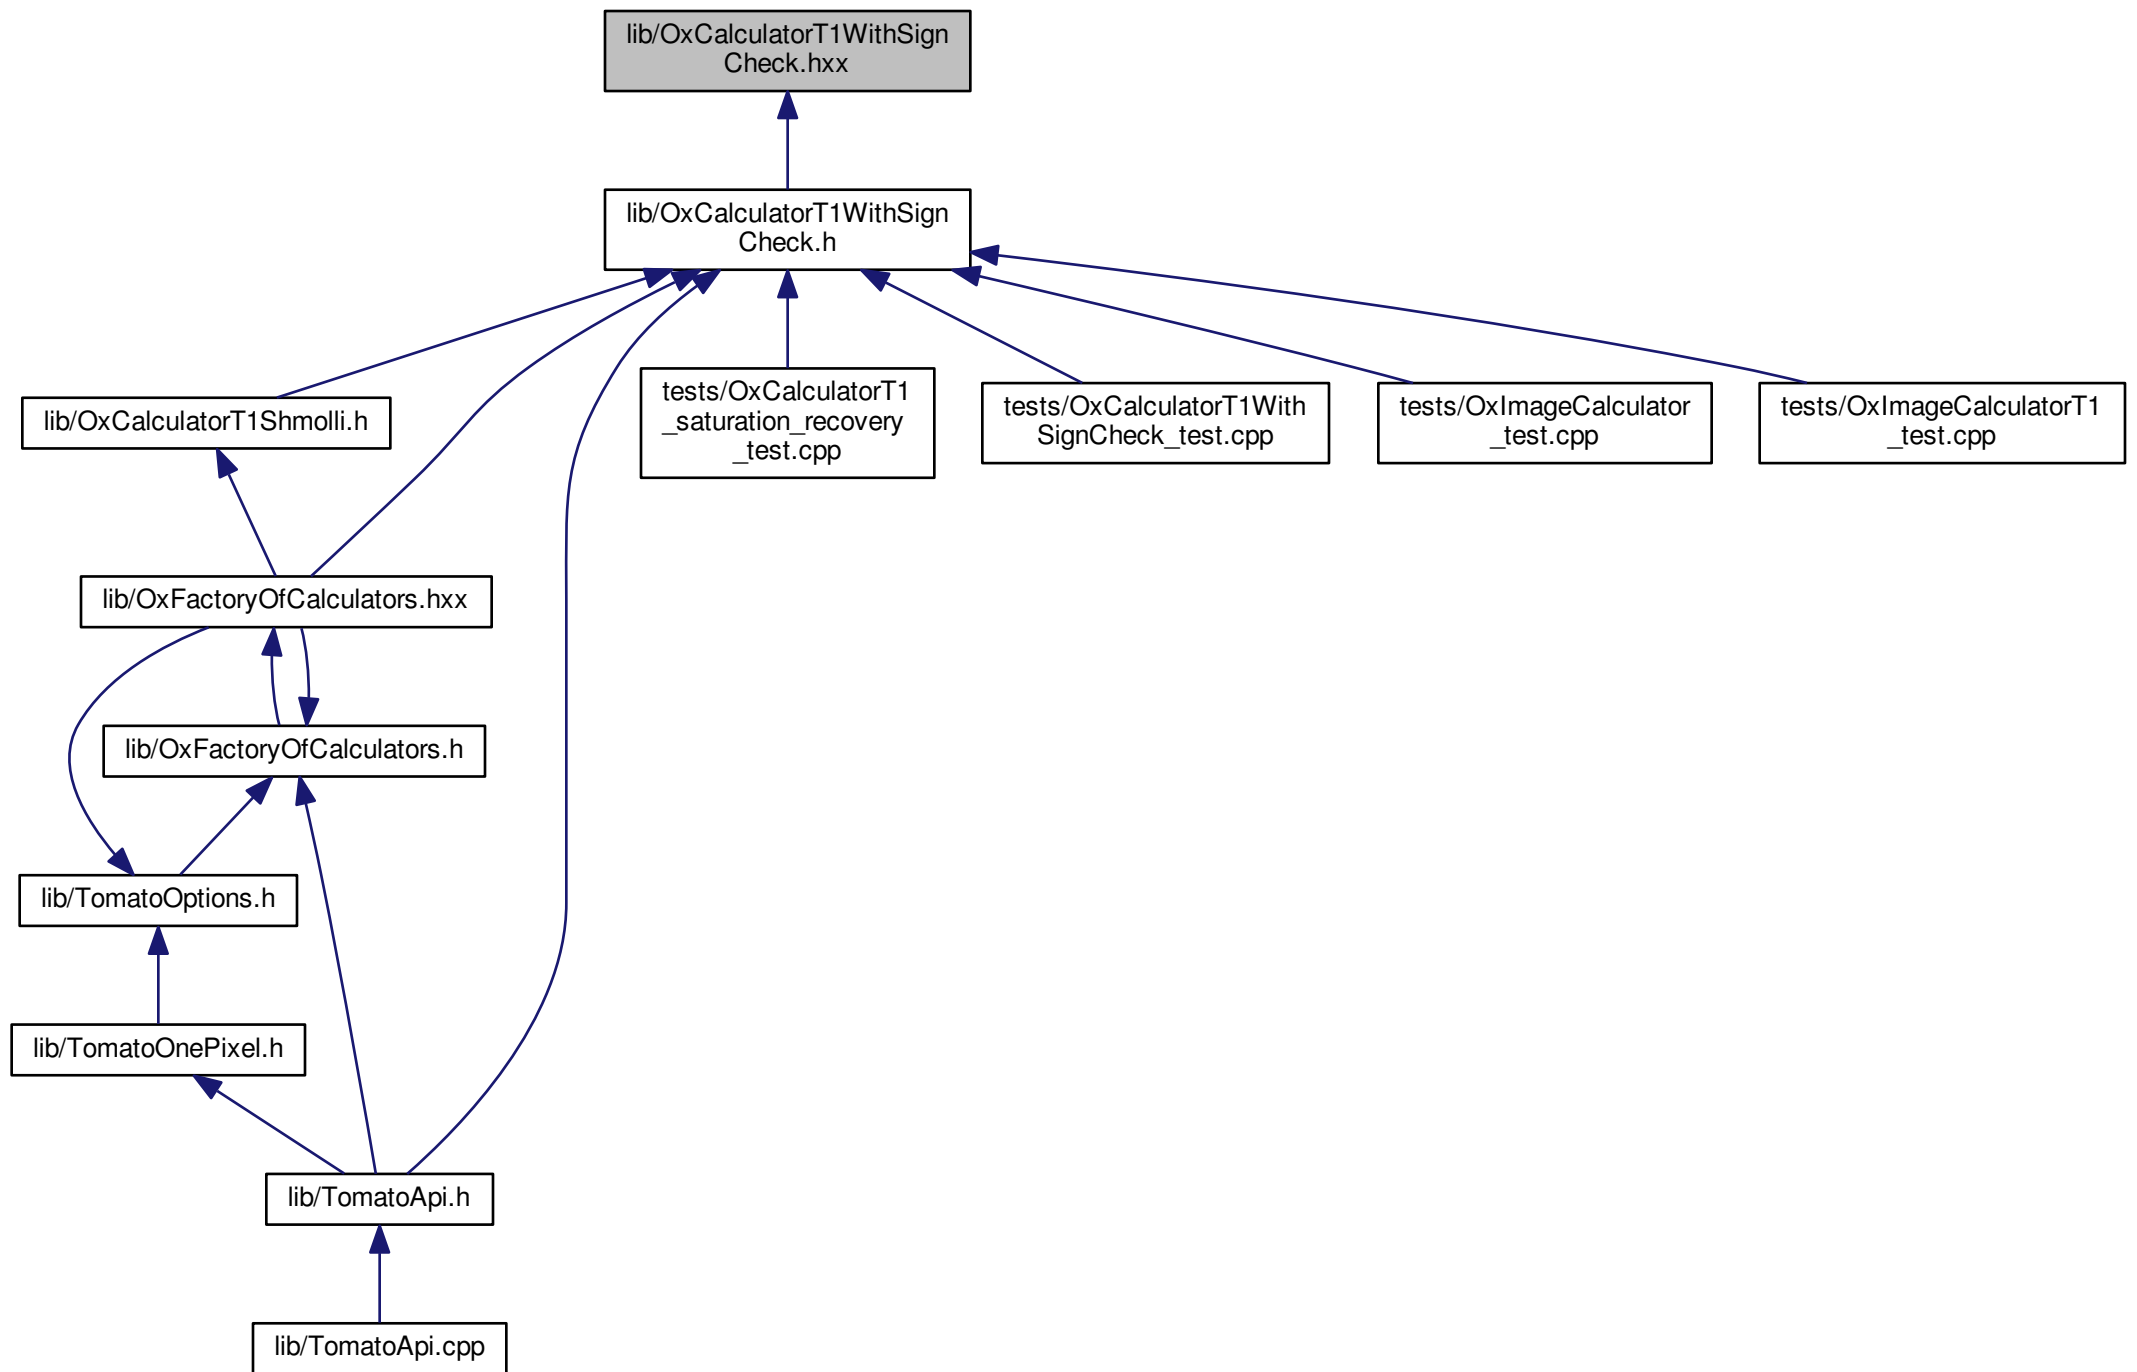 lib/OxCalculatorT1WithSign
Check.hxx
lib/OxCalculatorT1WithSign
Check.h
lib/OxCalculatorT1Shmolli.h
tests/OxCalculatorT1
_saturation_recovery
_test.cpp
tests/OxCalculatorT1With
SignCheck_test.cpp
tests/OxImageCalculator
_test.cpp
tests/OxImageCalculatorT1
_test.cpp
lib/OxFactoryOfCalculators.hxx
lib/OxFactoryOfCalculators.h
lib/TomatoOptions.h
lib/TomatoOnePixel.h
lib/TomatoApi.h
lib/TomatoApi.cpp